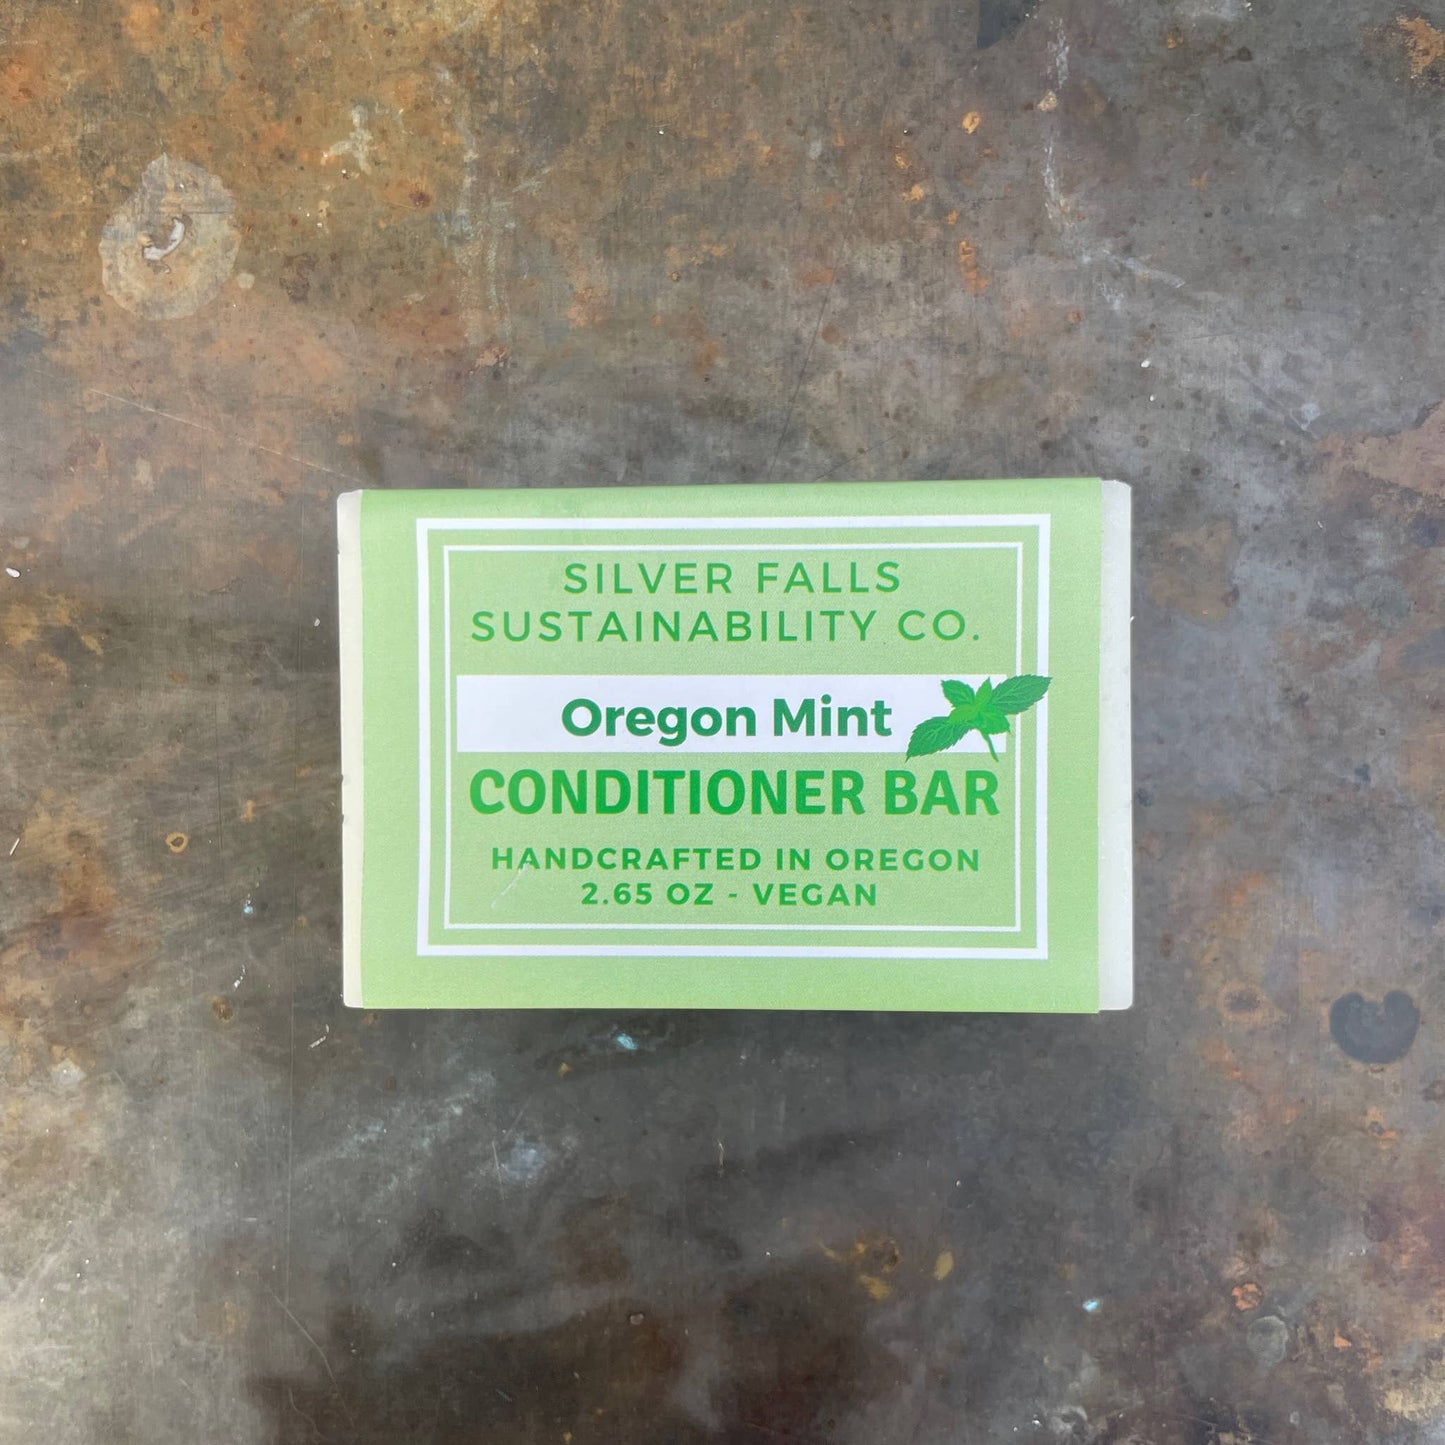 SILVER FALLS
SUSTAINABILITY CO.
Oregon Mint
CONDITIONER BAR
HANDCRAFTED IN OREGON
2.65 OZ - VEGAN